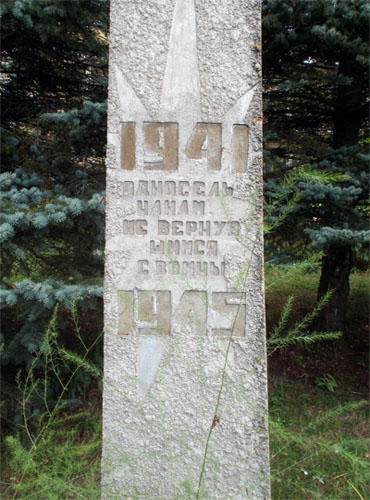 1941
ОДНОСЕЛЬ
ЧАНАМ
НЕ ВЕРНУВ
ШИМСЯ
С ВОЙНЫ
1945